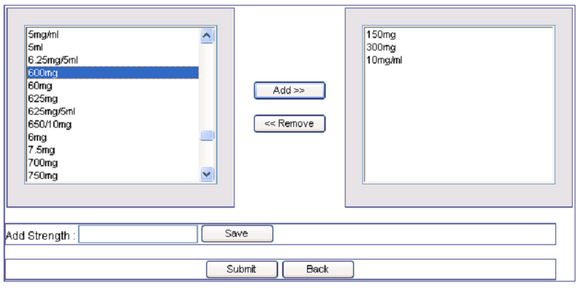 5mg/ml
5ml
6.25mg/5ml
600mg
60mg
625mg
625mg/5ml
650/10mg
6mg
7.5mg
700mg
750mg
Add >>
<< Remove
150mg
300mg
10mg/ml
Add Strength :
Save
Submit
Back